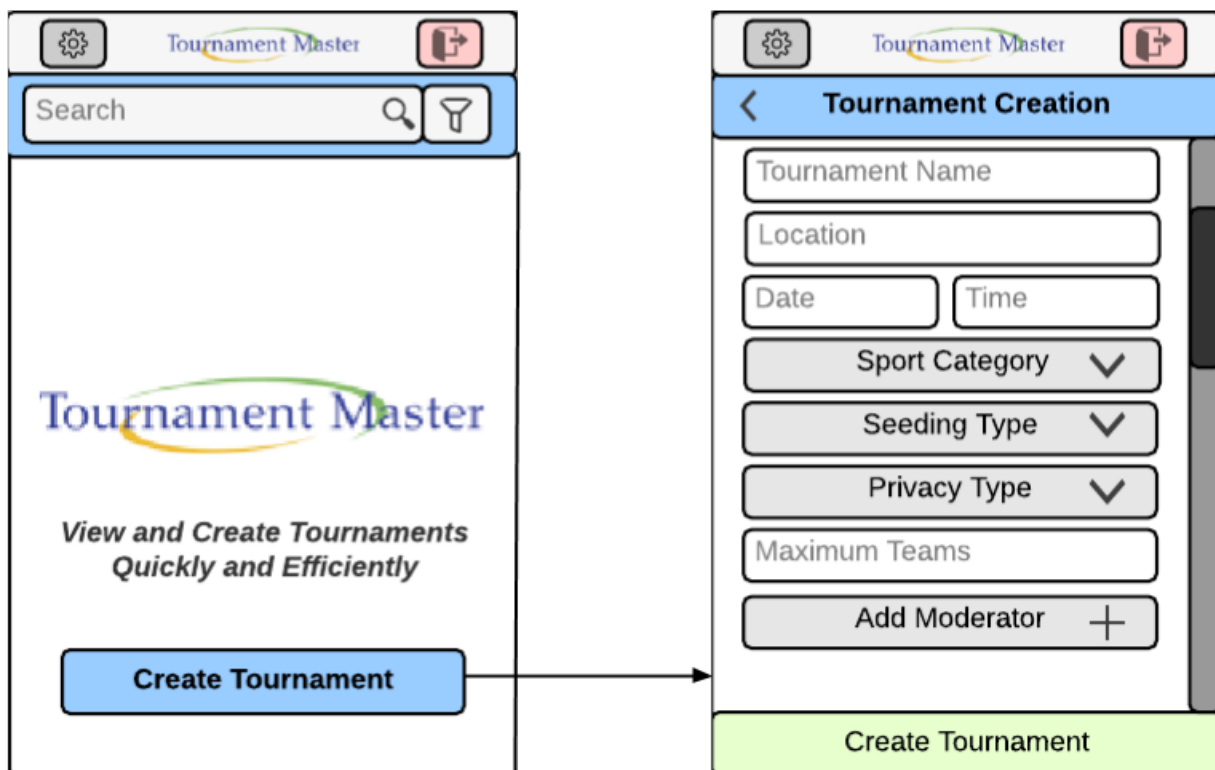 Tournament Master
Search
Tournament Master
View and Create Tournaments
Quickly and Efficiently
Create Tournament
Tournament Master
Tournament Creation
Tournament Name
Location
Date
Time
Sport Category
Seeding Type
Privacy Type
Maximum Teams
Add Moderator
Create Tournament